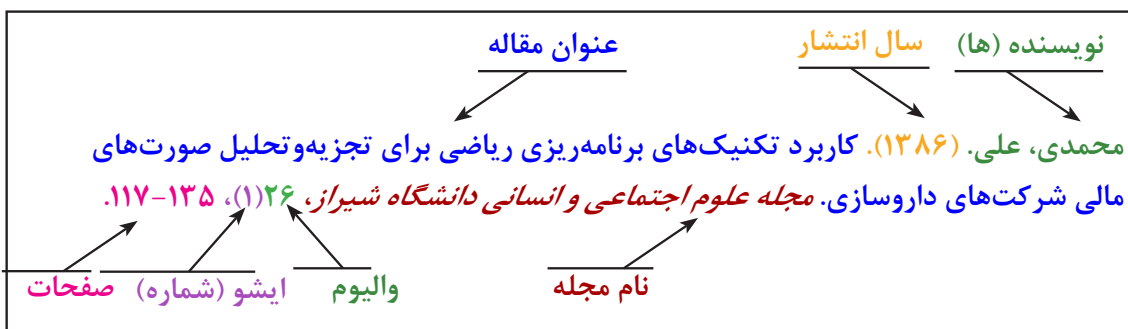 نویسنده (ها) سال انتشار عنوان مقاله
محمدی، علی. (۱۳۸۶). کاربرد تکنیک‌های برنامه‌ریزی ریاضی برای تجزیه‌وتحلیل صورت‌های
مالی شرکت‌های داروسازی. مجله علوم اجتماعی و انسانی دانشگاه شیراز، ۲۶(۱)، ۱۳۵-۱۱۷.
نام مجله والیوم ایشو (شماره) صفحات